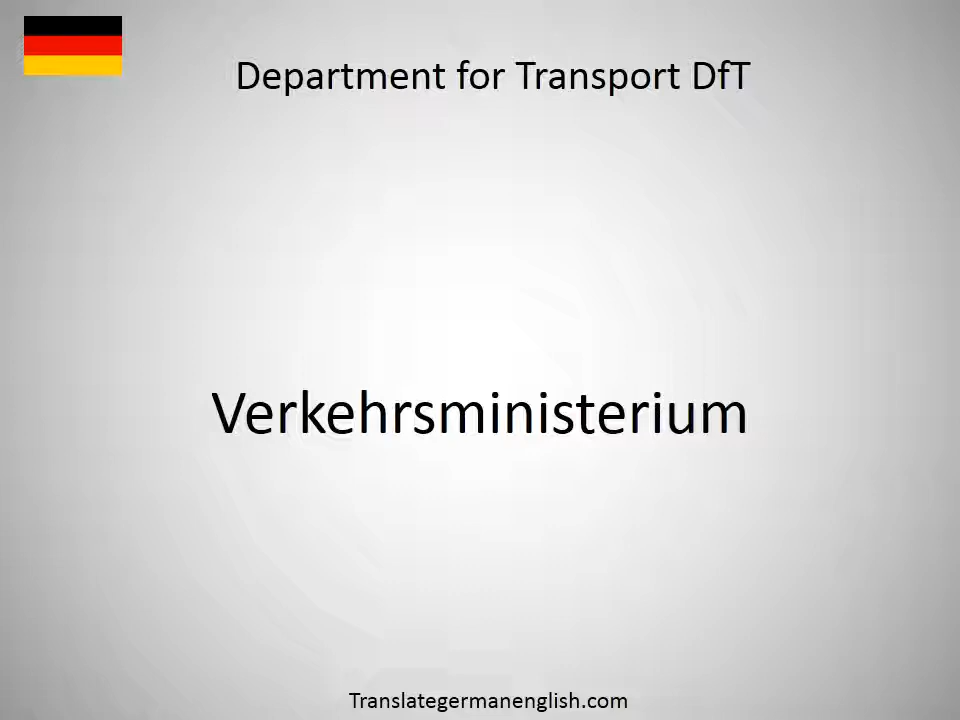 Department for Transport DfT
Verkehrsministerium
Translategermanenglish.com